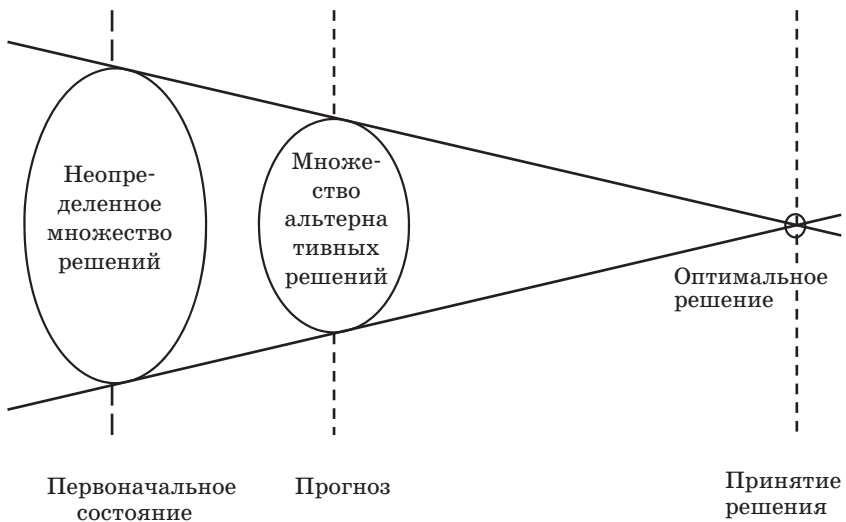 Неопре-
деленное
множество
решений
Множе-
ство
альтерна
тивных
решений
Оптимальное
решение
Первоначальное
состояние
Прогноз
Принятие
решения